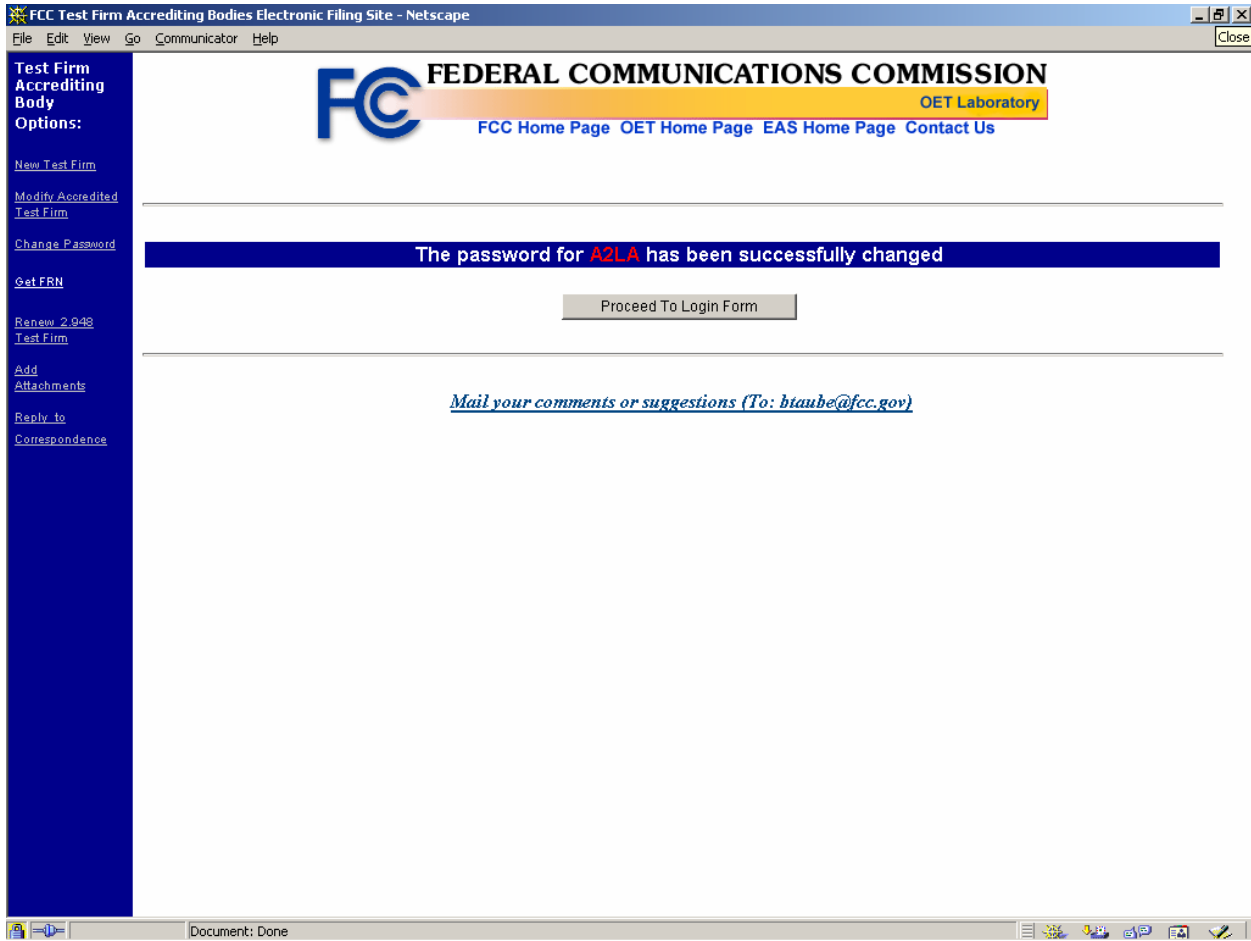 FCC Test Firm Accrediting Bodies Electronic Filing Site - Netscape
File Edit View Go Communicator Help
Close
Test Firm
Accrediting
Body
Options:
New Test Firm
Modify Accredited
Test Firm
Change Password
Get FRN
Renew 2.948
Test Firm
Add
Attachments
Reply to
Correspondence
FC
FEDERAL COMMUNICATIONS COMMISSION
OET Laboratory
FCC Home Page OET Home Page EAS Home Page Contact Us
The password for A2LA has been successfully changed
Proceed To Login Form
Mail your comments or suggestions (To: btaube@fcc.gov)
Document: Done